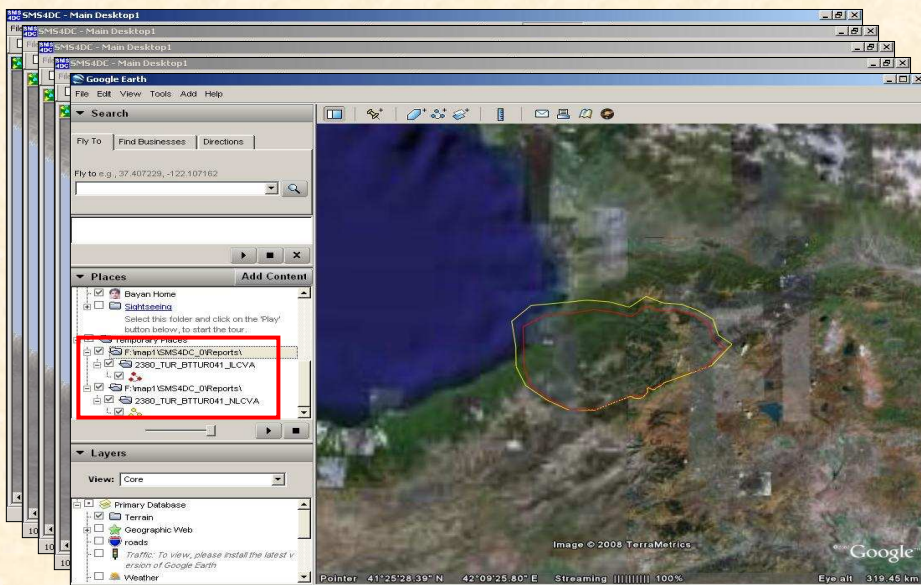 SMS4DC - Main Desktop1
SMS4DC - Main Desktop1
SMS4DC - Main Desktop1
SMS4DC - Main Desktop1
Google Earth
File Edit View Tools Add Help
Search
Fly To Find Businesses Directions
Fly to e.g., 37.407229, -122.107162
Places Add Content
Bayan Home
Sightseeing
Select this folder and click on the 'Play'
button below, to start the tour.
Temporary Places
F:\map1\SMS4DC_0\Reports\
2380_TUR_BTTUR041_ILCVA
F:\map1\SMS4DC_0\Reports\
2380_TUR_BTTUR041_NLCVA
Layers
View: Core
Primary Database
Terrain
Geographic Web
roads
Traffic: To view, please install the latest v
ersion of Google Earth
Weather
Image © 2008 TerraMetrics
Google
Pointer 41°25'28.39" N 42°09'25.80" E Streaming |||||||||| 100% Eye alt 319.45 km